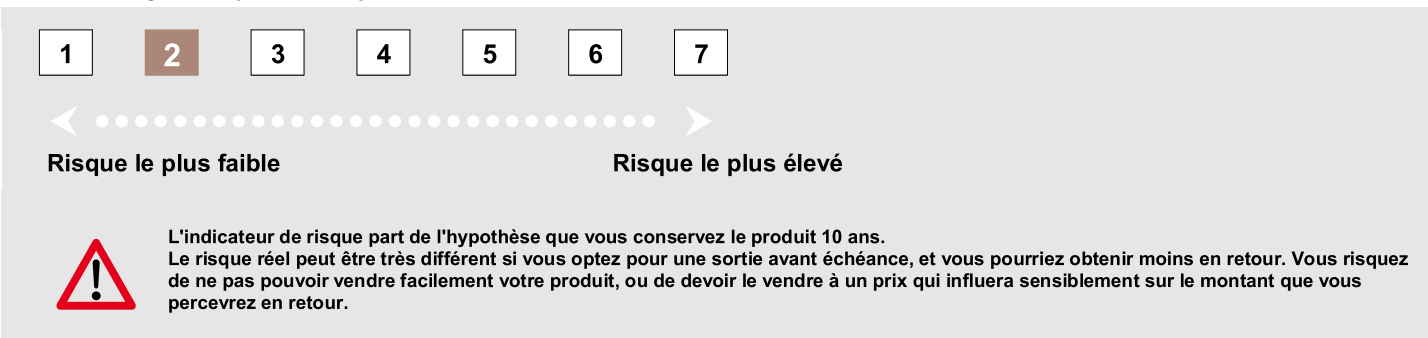 1 2 3 4 5 6 7
Risque le plus faible Risque le plus élevé
L'indicateur de risque part de l'hypothèse que vous conservez le produit 10 ans.
Le risque réel peut être très différent si vous optez pour une sortie avant échéance, et vous pourriez obtenir moins en retour. Vous risquez
de ne pas pouvoir vendre facilement votre produit, ou de devoir le vendre à un prix qui influera sensiblement sur le montant que vous
percevrez en retour.